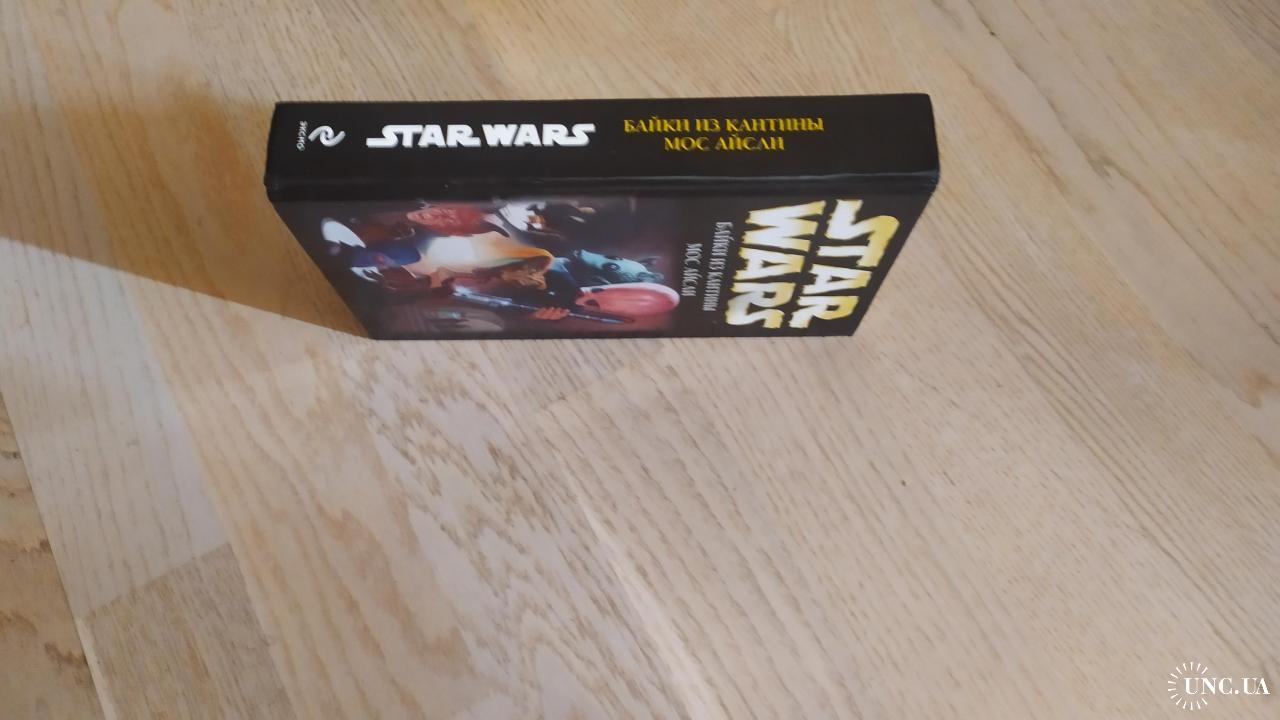 ЭКСМО
STAR WARS
БАЙКИ ИЗ КАНТИНЫ
МОС АЙСЛИ
STAR
WARS
БАЙКИ ИЗ КАНТИНЫ
МОС АЙСЛИ
UNC.UA